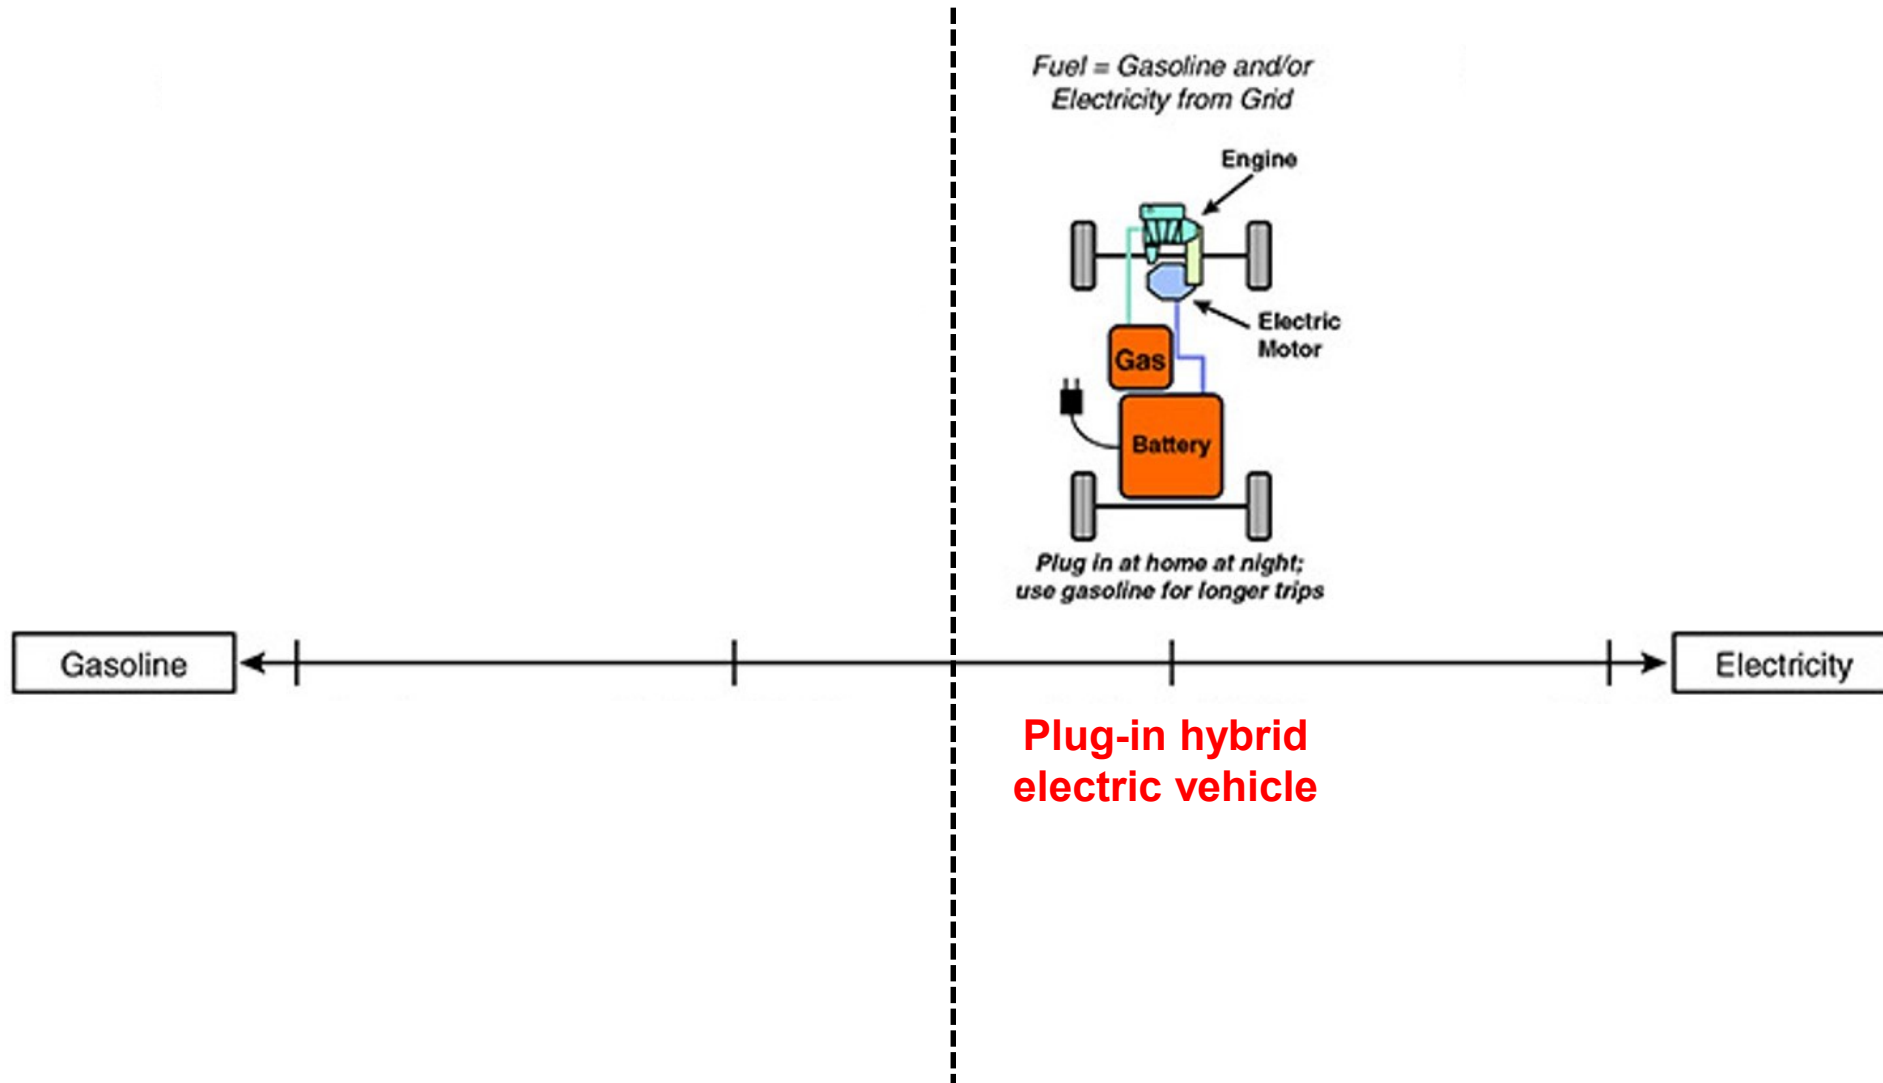 Fuel = Gasoline and/or
Electricity from Grid
Engine
Electric
Motor
Gas
Battery
Plug in at home at night;
use gasoline for longer trips
Gasoline
Electricity
Plug-in hybrid
electric vehicle